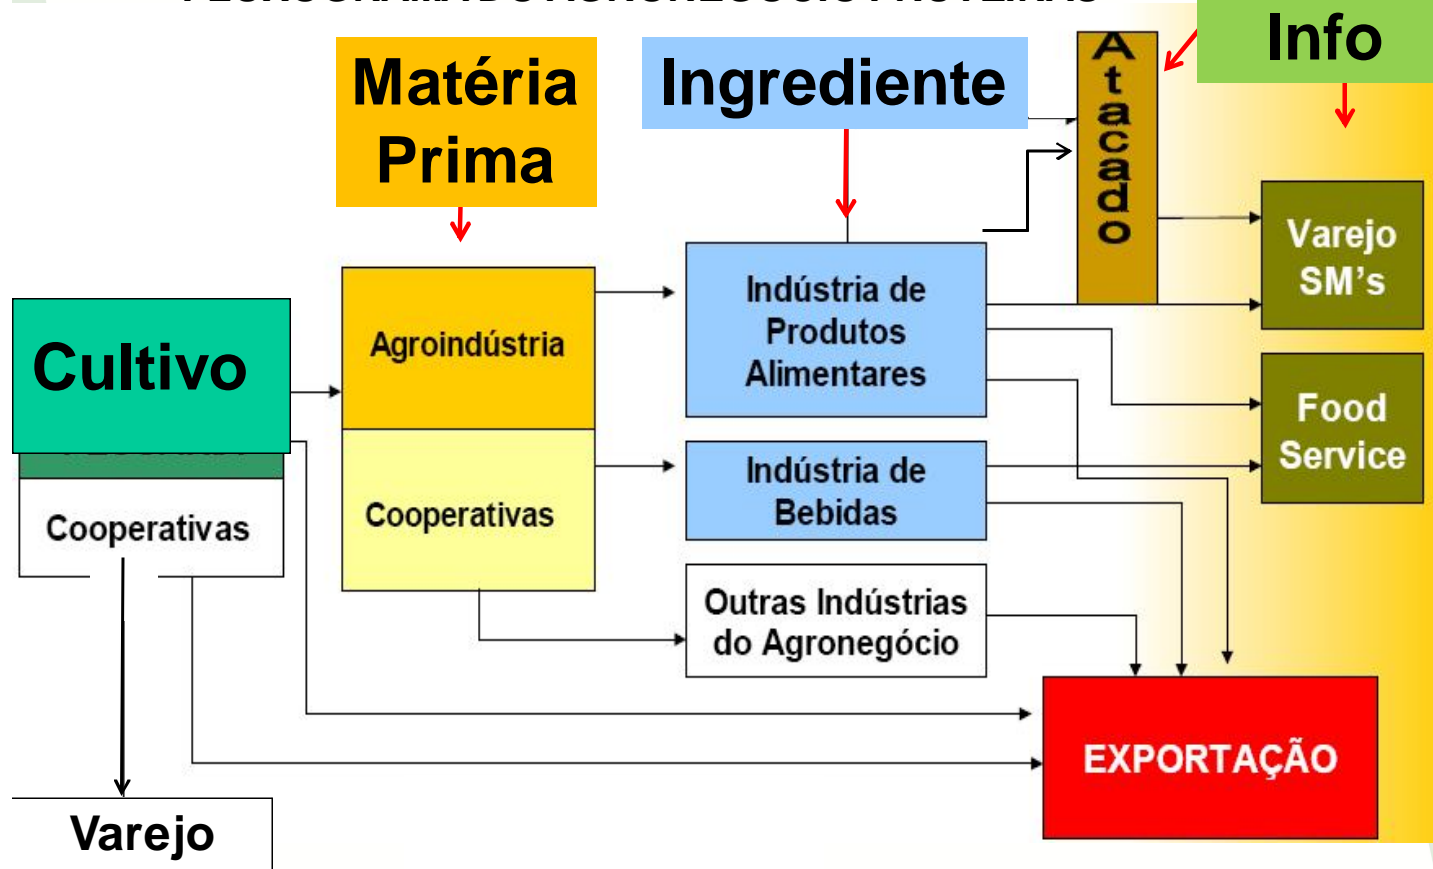 Info
Matéria
Prima
Ingrediente
Atacado
Varejo
SM's
Indústria de
Produtos
Alimentares
Agroindústria
Cultivo
Food
Service
Cooperativas
Indústria de
Bebidas
Cooperativas
Outras Indústrias
do Agronegócio
EXPORTAÇÃO
Varejo